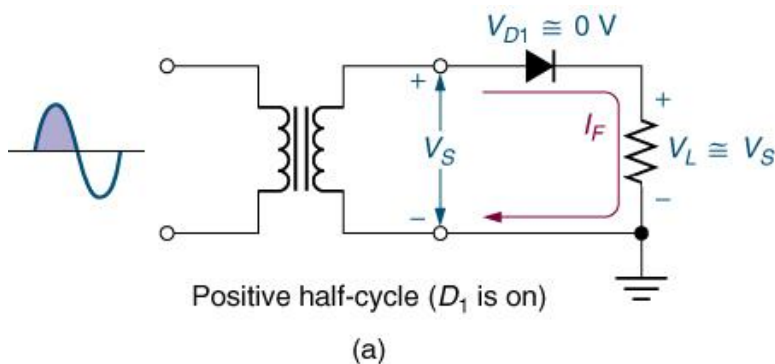 V_D1 ≅ 0 V
+
V_S
−
I_F
+
V_L ≅ V_S
−
Positive half-cycle (D_1 is on)
(a)